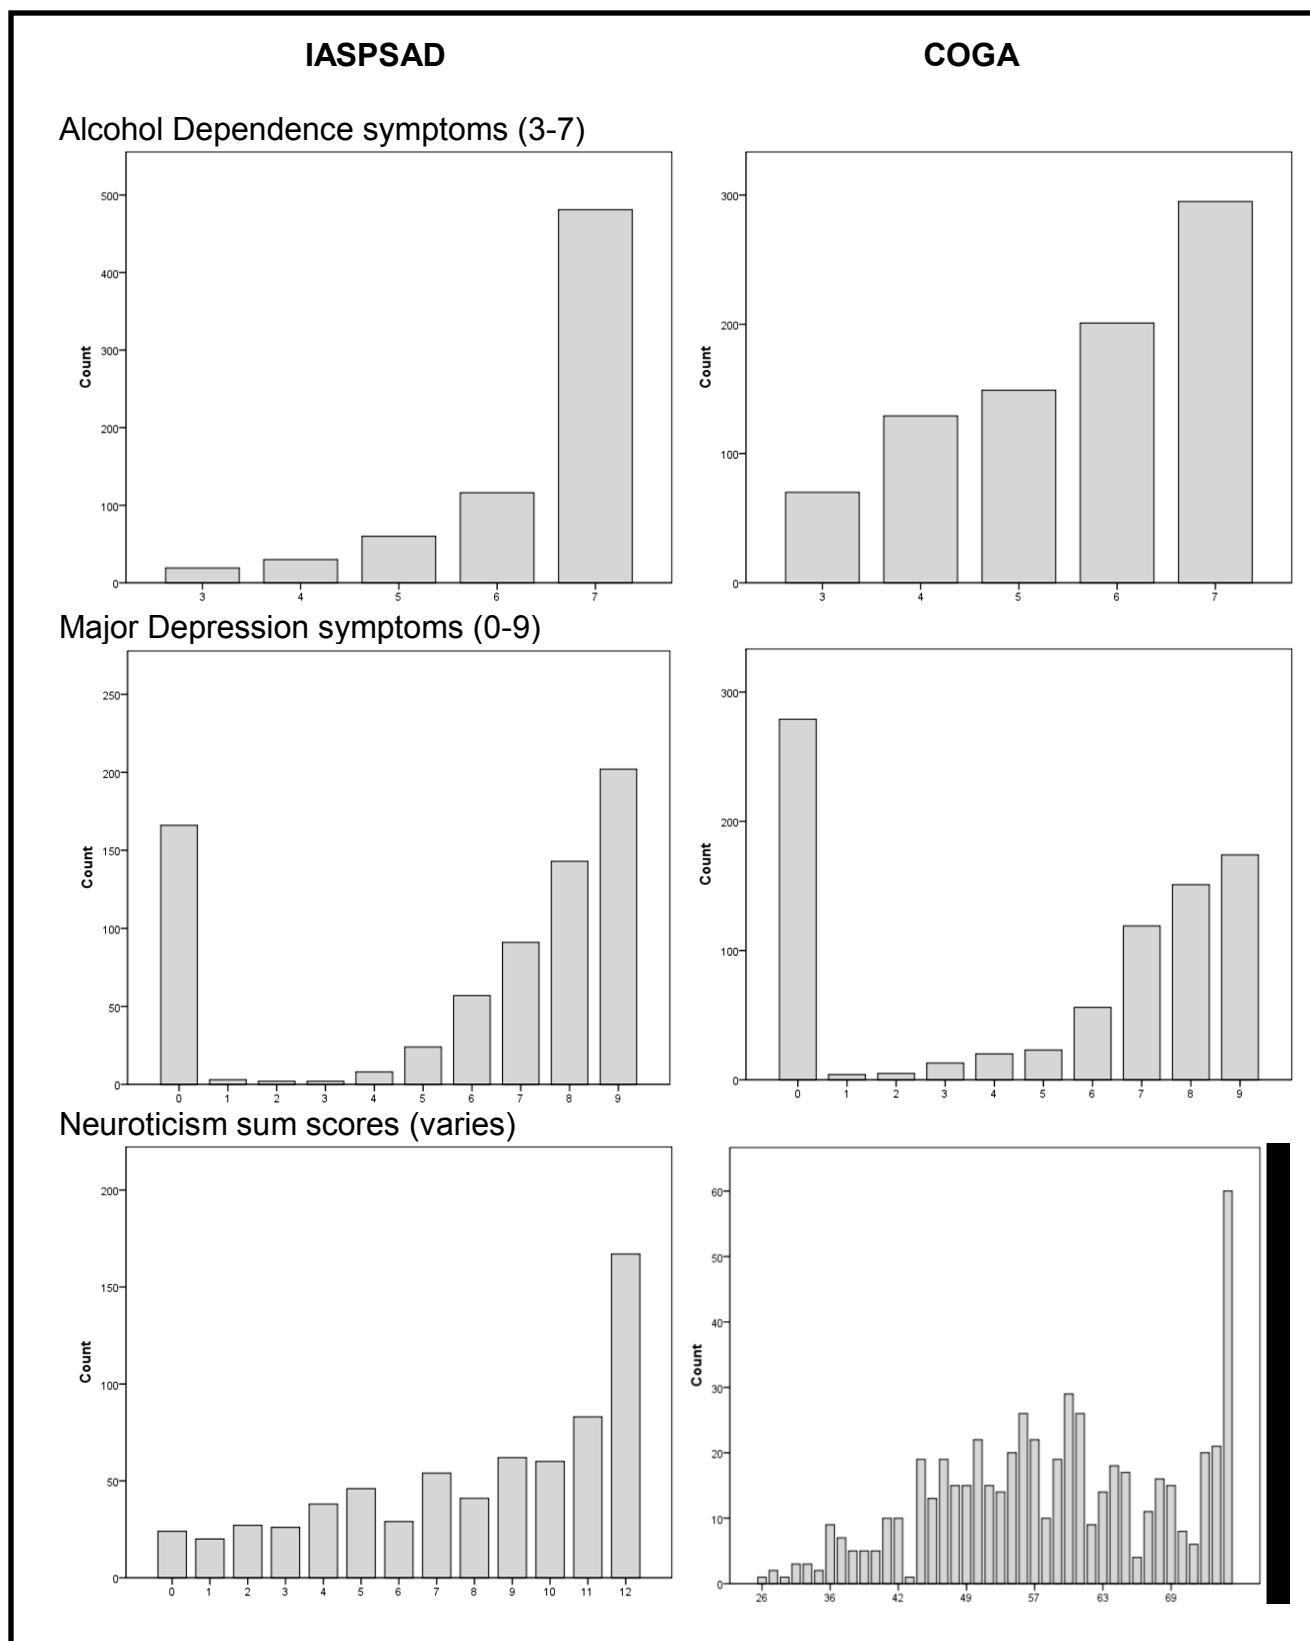 IASPSAD COGA
Alcohol Dependence symptoms (3-7)
500
400
300
200
100
0
Count
3 4 5 6 7
300
200
100
0
Count
3 4 5 6 7
Major Depression symptoms (0-9)
250
200
150
100
50
0
Count
0 1 2 3 4 5 6 7 8 9
300
200
100
0
Count
0 1 2 3 4 5 6 7 8 9
Neuroticism sum scores (varies)
200
150
100
50
0
Count
0 1 2 3 4 5 6 7 8 9 10 11 12
60
50
40
30
20
10
0
Count
26 36 42 49 57 63 69